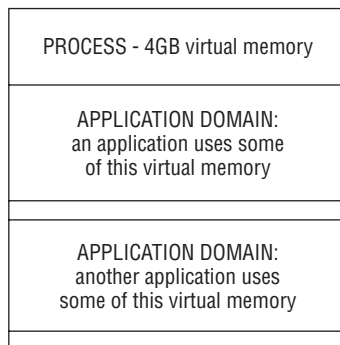 PROCESS - 4GB virtual memory
APPLICATION DOMAIN:
an application uses some
of this virtual memory
APPLICATION DOMAIN:
another application uses
some of this virtual memory